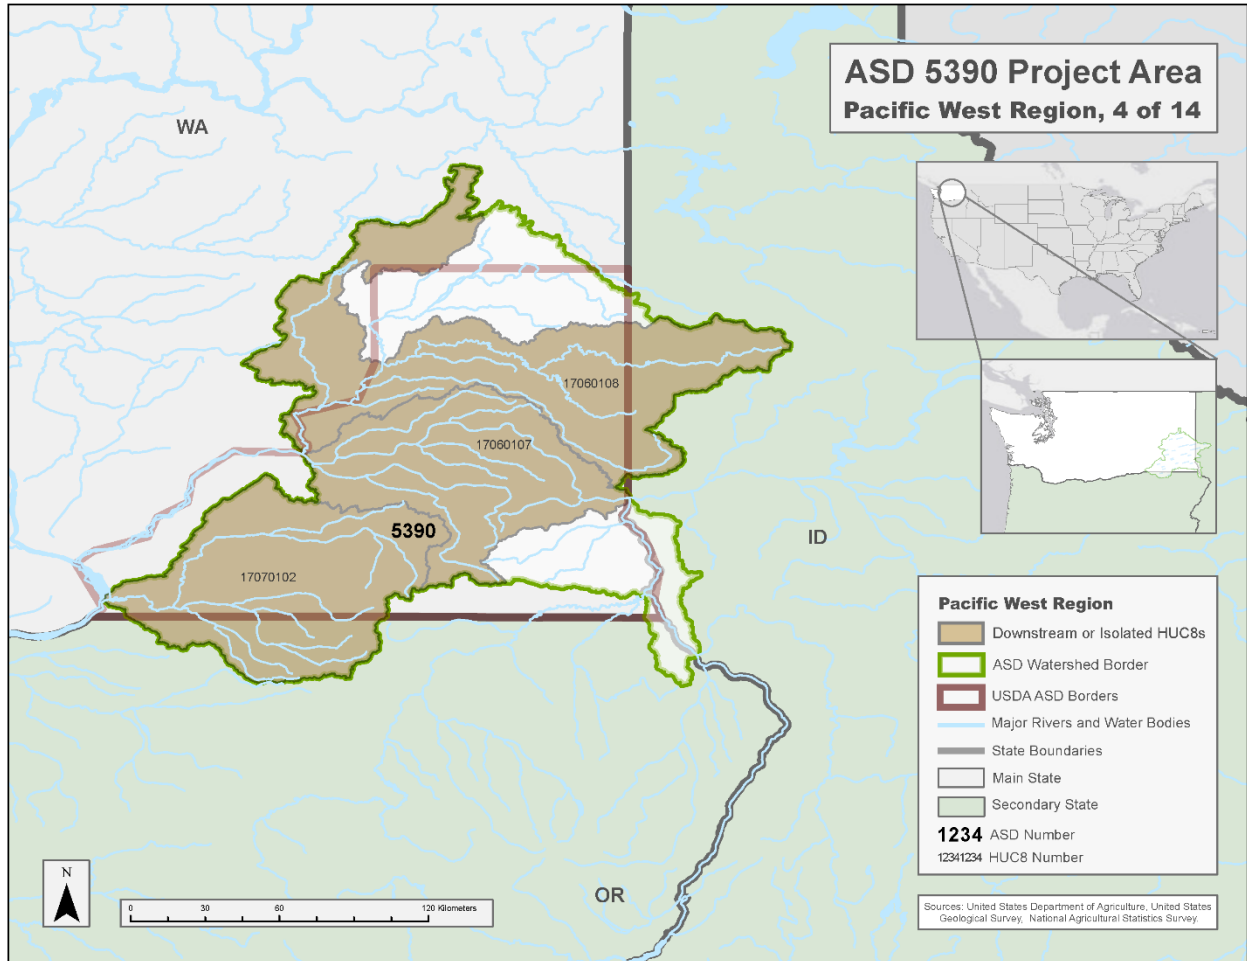 ASD 5390 Project Area
Pacific West Region, 4 of 14
WA
17060108
17060107
5390
ID
17070102
Pacific West Region
Downstream or Isolated HUC8s
ASD Watershed Border
USDA ASD Borders
Major Rivers and Water Bodies
State Boundaries
Main State
Secondary State
1234 ASD Number
12341234 HUC8 Number
N
0 30 60 120 Kilometers
OR
Sources: United States Department of Agriculture, United States
Geological Survey, National Agricultural Statistics Survey.